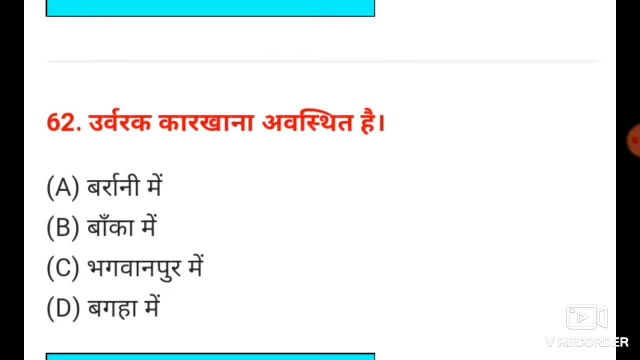 62. उर्वरक कारखाना अवस्थित है।
(A) बर्रानी में
(B) बाँका में
(C) भगवानपुर में
(D) बगहा में
V RECORDER